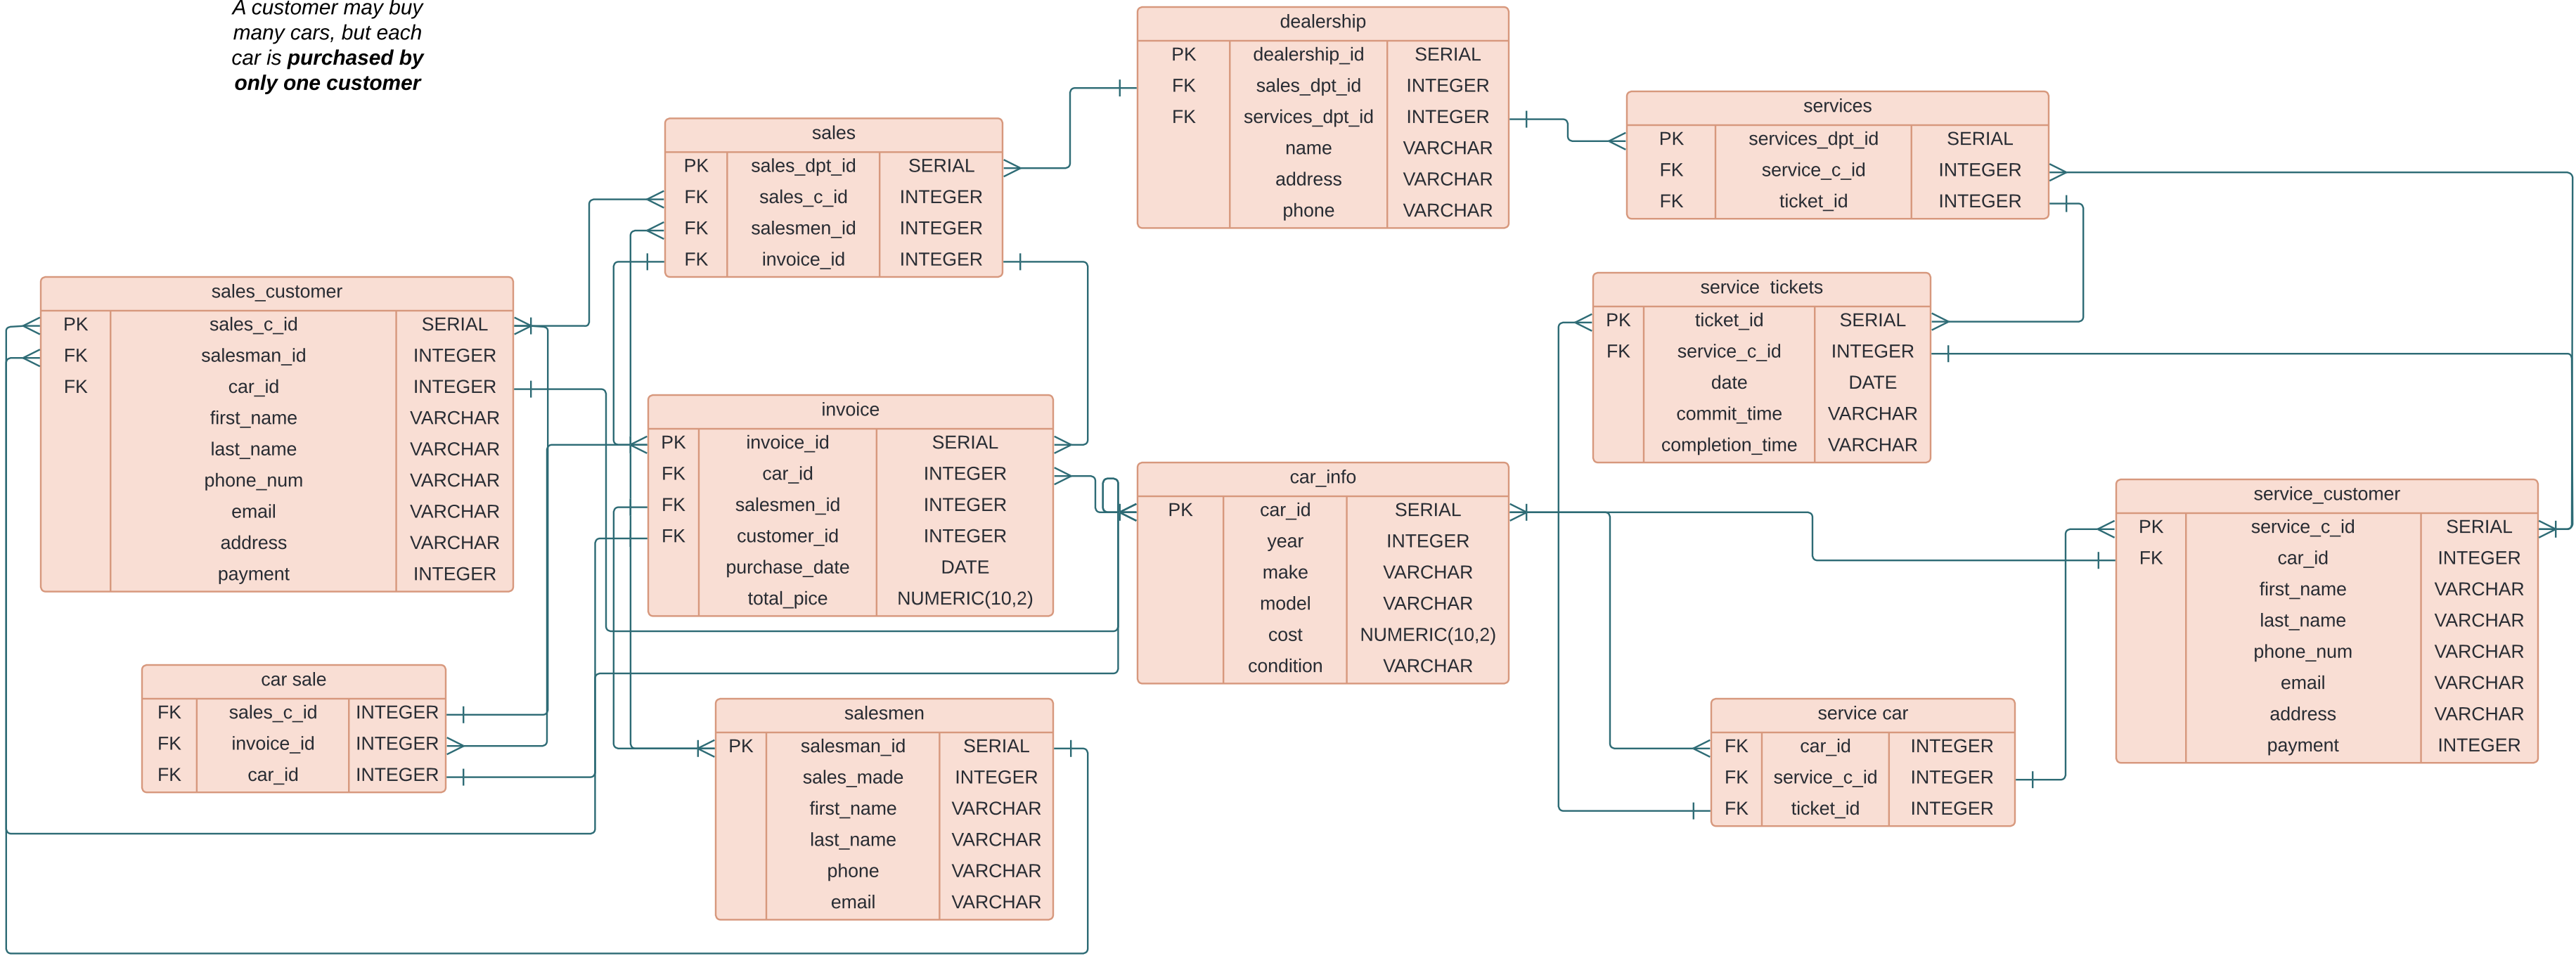 A customer may buy
many cars, but each
car is purchased by
only one customer
dealership
PK dealership_id SERIAL
FK sales_dpt_id INTEGER
FK services_dpt_id INTEGER
name VARCHAR
address VARCHAR
phone VARCHAR
services
PK services_dpt_id SERIAL
FK service_c_id INTEGER
FK ticket_id INTEGER
sales
PK sales_dpt_id SERIAL
FK sales_c_id INTEGER
FK salesmen_id INTEGER
FK invoice_id INTEGER
sales_customer
PK sales_c_id SERIAL
FK salesman_id INTEGER
FK car_id INTEGER
first_name VARCHAR
last_name VARCHAR
phone_num VARCHAR
email VARCHAR
address VARCHAR
payment INTEGER
service tickets
PK ticket_id SERIAL
FK service_c_id INTEGER
date DATE
commit_time VARCHAR
completion_time VARCHAR
invoice
PK invoice_id SERIAL
FK car_id INTEGER
FK salesmen_id INTEGER
FK customer_id INTEGER
purchase_date DATE
total_pice NUMERIC(10,2)
car_info
PK car_id SERIAL
year INTEGER
make VARCHAR
model VARCHAR
cost NUMERIC(10,2)
condition VARCHAR
service_customer
PK service_c_id SERIAL
FK car_id INTEGER
first_name VARCHAR
last_name VARCHAR
phone_num VARCHAR
email VARCHAR
address VARCHAR
payment INTEGER
car sale
FK sales_c_id INTEGER
FK invoice_id INTEGER
FK car_id INTEGER
salesmen
PK salesman_id SERIAL
sales_made INTEGER
first_name VARCHAR
last_name VARCHAR
phone VARCHAR
email VARCHAR
service car
FK car_id INTEGER
FK service_c_id INTEGER
FK ticket_id INTEGER